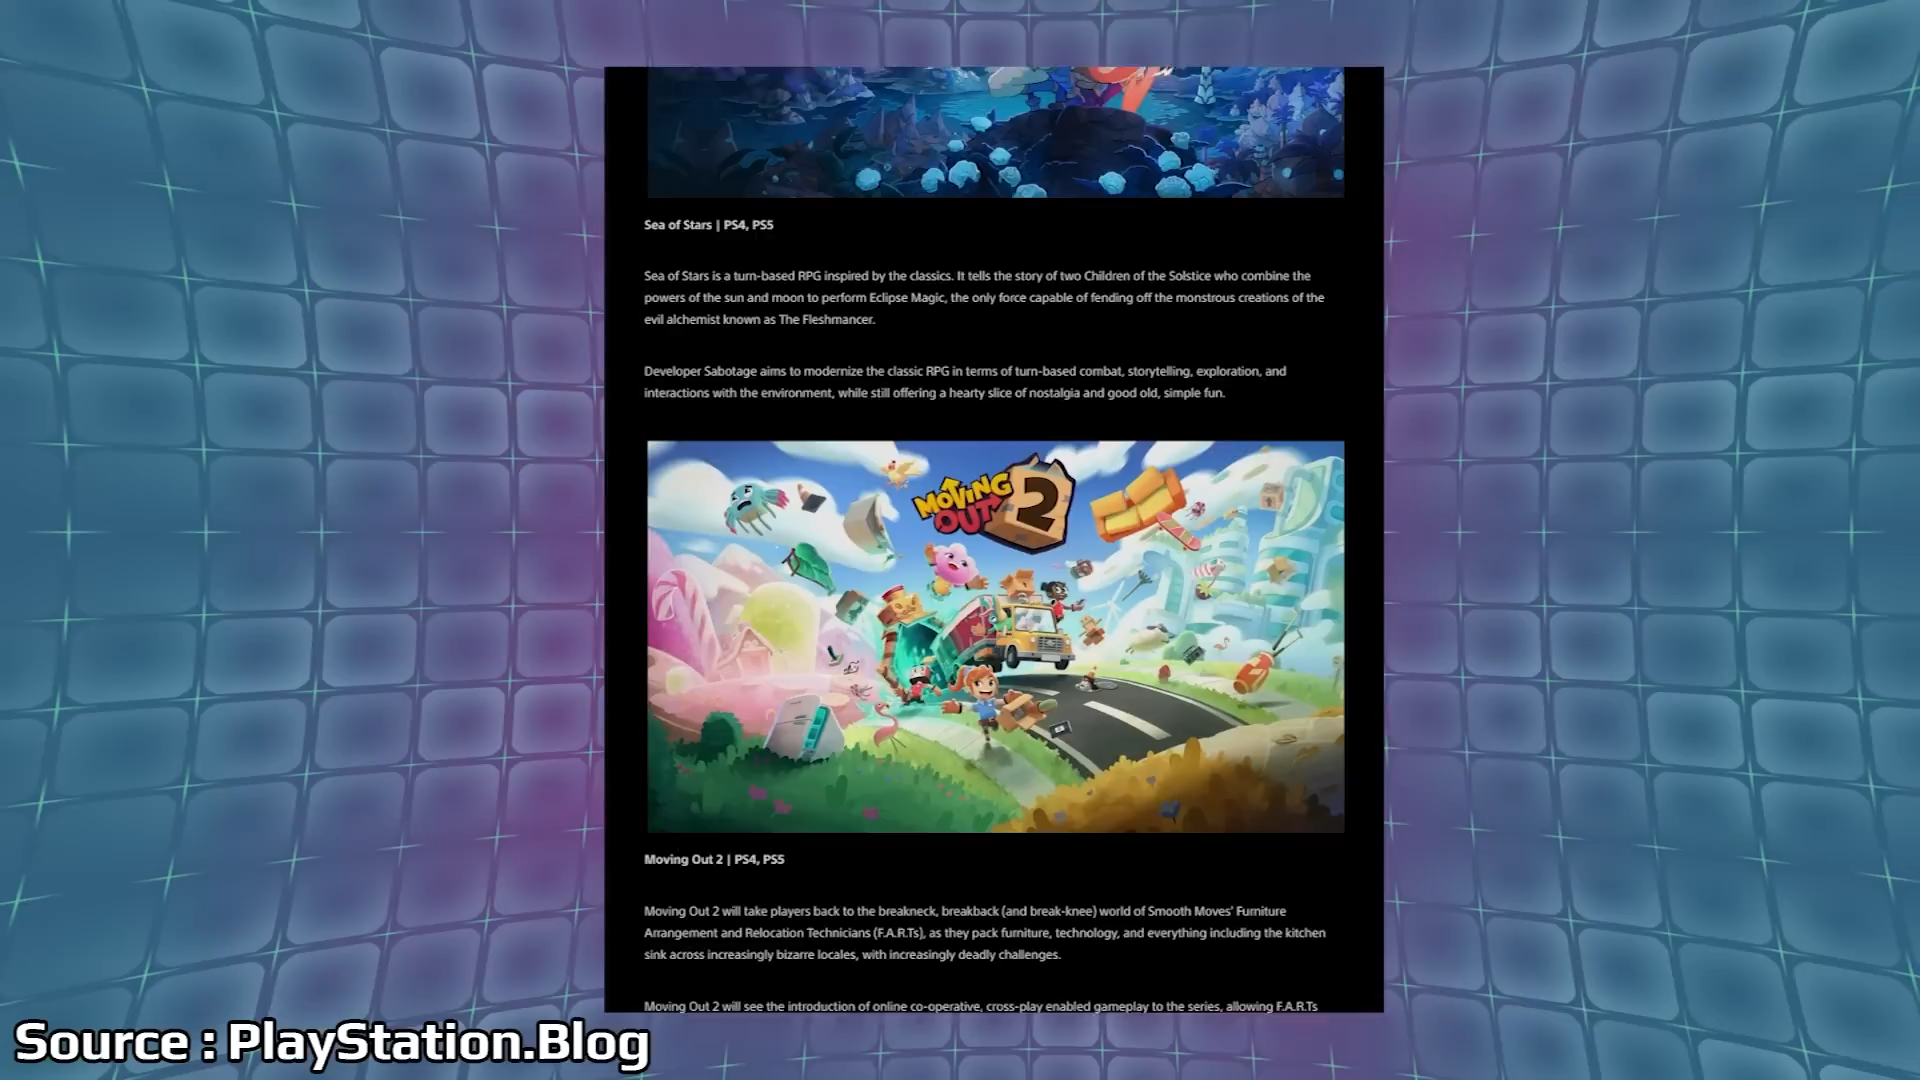 Sea of Stars | PS4, PS5
Sea of Stars is a turn-based RPG inspired by the classics. It tells the story of two Children of the Solstice who combine the
powers of the sun and moon to perform Eclipse Magic, the only force capable of fending off the monstrous creations of the
evil alchemist known as The Fleshmancer.
Developer Sabotage aims to modernize the classic RPG in terms of turn-based combat, storytelling, exploration, and
interactions with the environment, while still offering a hearty slice of nostalgia and good old, simple fun.
MOVING
OUT 2
Moving Out 2 | PS4, PS5
Moving Out 2 will take players back to the breakneck, breakback (and break-knee) world of Smooth Moves' Furniture
Arrangement and Relocation Technicians (F.A.R.Ts), as they pack furniture, technology, and everything including the kitchen
sink across increasingly bizarre locales, with increasingly deadly challenges.
Moving Out 2 will see the introduction of online co-operative, cross-play enabled gameplay to the series, allowing F.A.R.Ts
Source : PlayStation.Blog